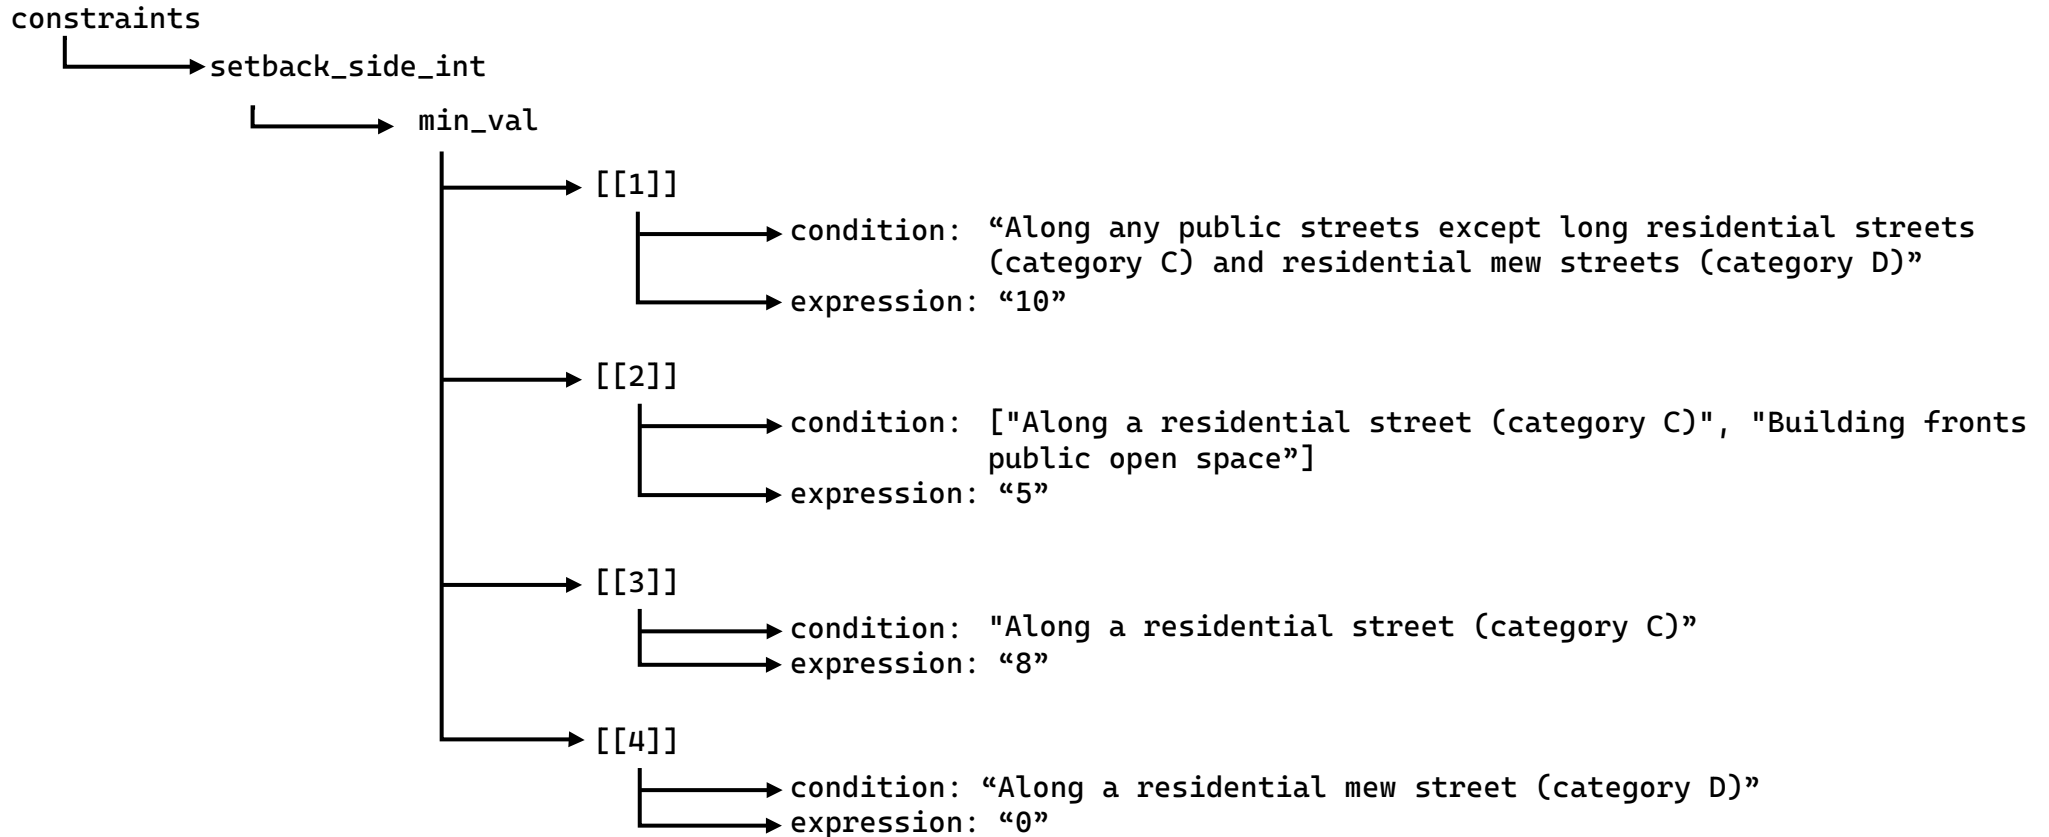 constraints
setback_side_int
min_val
[[1]]
condition: “Along any public streets except long residential streets
(category C) and residential mew streets (category D)”
expression: “10”
[[2]]
condition: ["Along a residential street (category C)", "Building fronts
public open space”]
expression: “5”
[[3]]
condition: "Along a residential street (category C)”
expression: “8”
[[4]]
condition: “Along a residential mew street (category D)”
expression: “0”